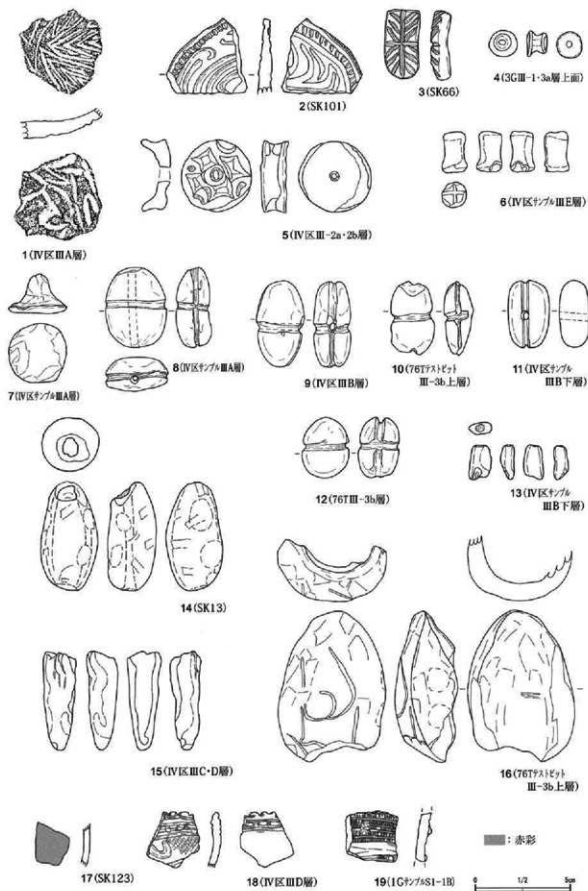 1(Ⅳ区ⅢA層)
2(SK101)
3(SK66)
4(3GⅢ-1・3a層上面)
5(Ⅳ区Ⅲ-2a・2b層)
6(Ⅳ区サンプルⅢE層)
7(Ⅳ区サンプルⅢA層)
8(Ⅳ区サンプルⅢA層)
9(Ⅳ区ⅢB層)
10(76Tテストピット
Ⅲ-3b上層)
11(Ⅳ区サンプル
ⅢB下層)
12(76TⅢ-3b層)
13(Ⅳ区サンプル
ⅢB下層)
14(SK13)
15(Ⅳ区ⅢC・D層)
16(76Tテストピット
Ⅲ-3b上層)
17(SK123)
18(Ⅳ区ⅢD層)
19(1GサンプルS1-1B)
:赤彩
0 1/2 5cm